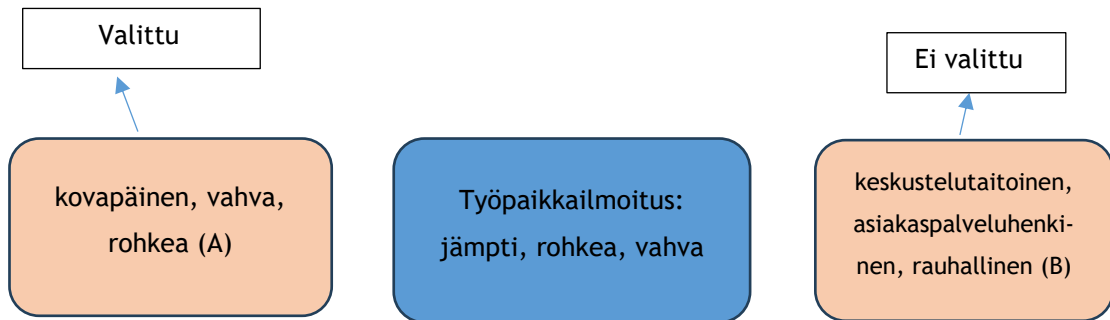 Valittu
Ei valittu
kovapäinen, vahva,
rohkea (A)
Työpaikkailmoitus:
jämpti, rohkea, vahva
keskustelutaitoinen,
asiakaspalveluhenki-
nen, rauhallinen (B)